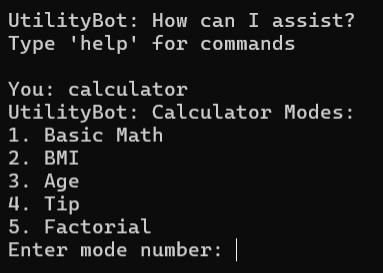 UtilityBot: How can I assist?
Type 'help' for commands
You: calculator
UtilityBot: Calculator Modes:
1. Basic Math
2. BMI
3. Age
4. Tip
5. Factorial
Enter mode number: